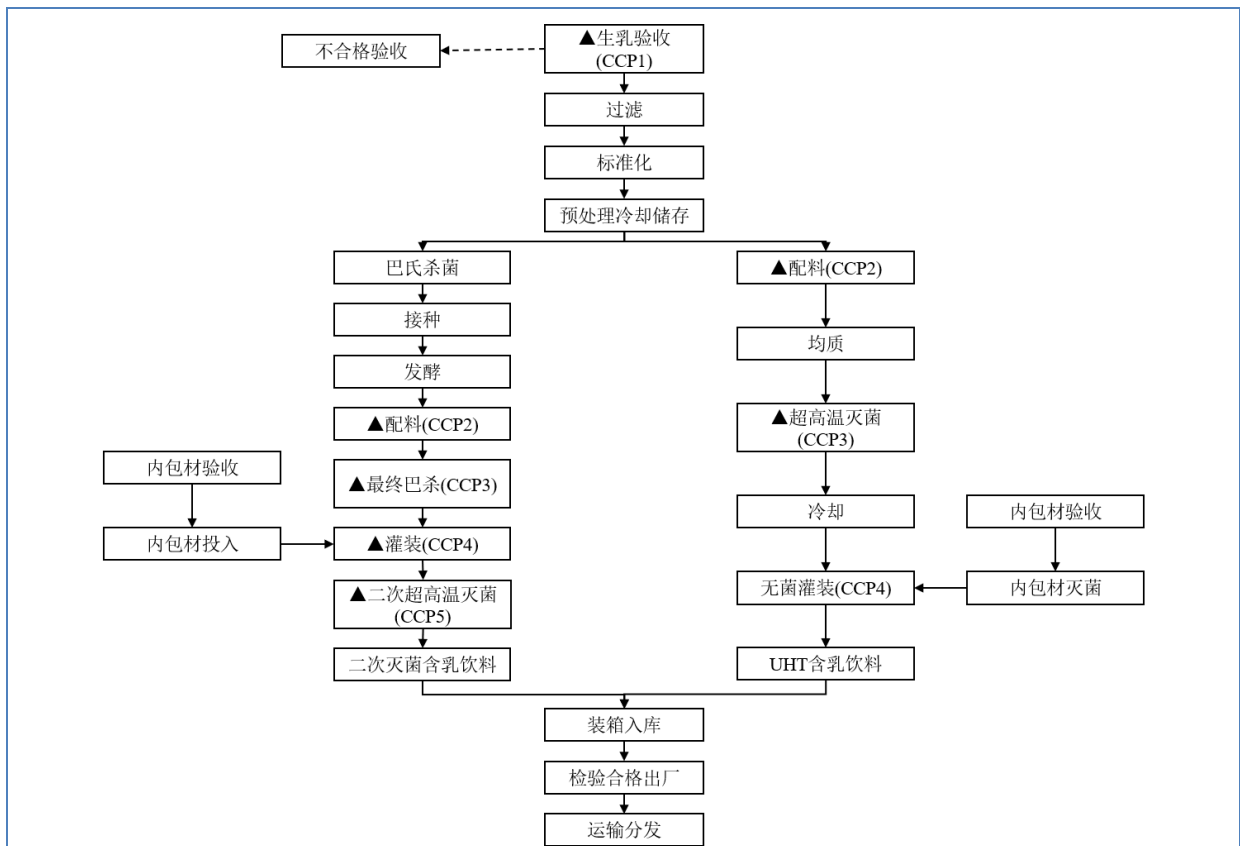 不合格验收
▲生乳验收
(CCP1)
过滤
标准化
预处理冷却储存
巴氏杀菌
接种
发酵
▲配料(CCP2)
▲最终巴杀(CCP3)
内包材验收
内包材投入
▲灌装(CCP4)
▲二次超高温灭菌
(CCP5)
二次灭菌含乳饮料
▲配料(CCP2)
均质
▲超高温灭菌
(CCP3)
冷却
内包材验收
内包材灭菌
无菌灌装(CCP4)
UHT含乳饮料
装箱入库
检验合格出厂
运输分发